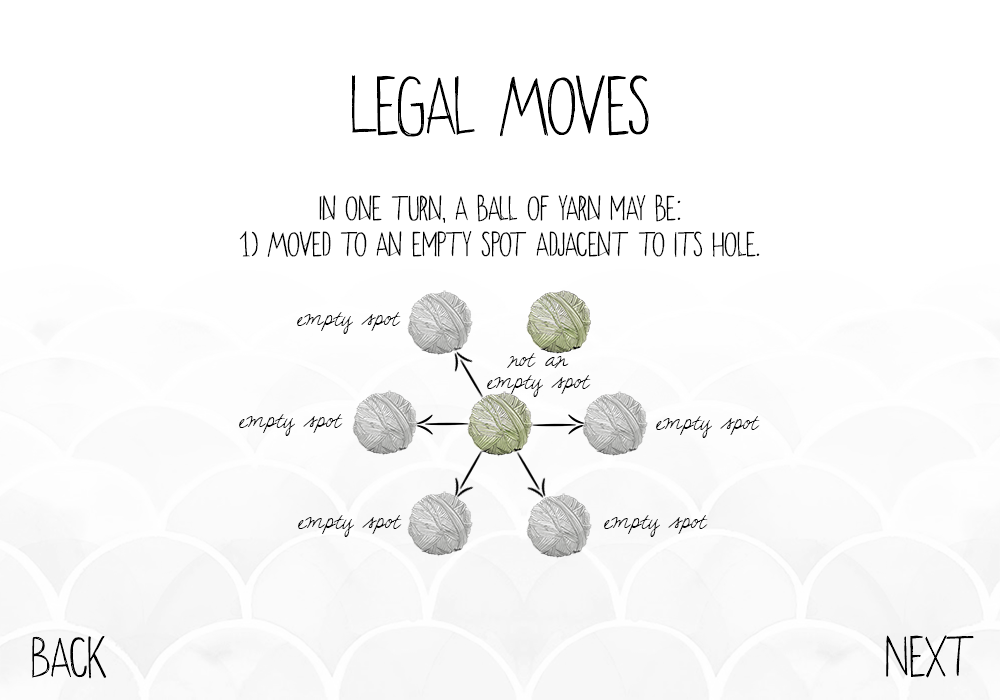 LEGAL MOVES
IN ONE TURN, A BALL OF YARN MAY BE:
1) MOVED TO AN EMPTY SPOT ADJACENT TO ITS HOLE.
empty spot
not an
empty spot
empty spot
empty spot
empty spot
empty spot
BACK
NEXT